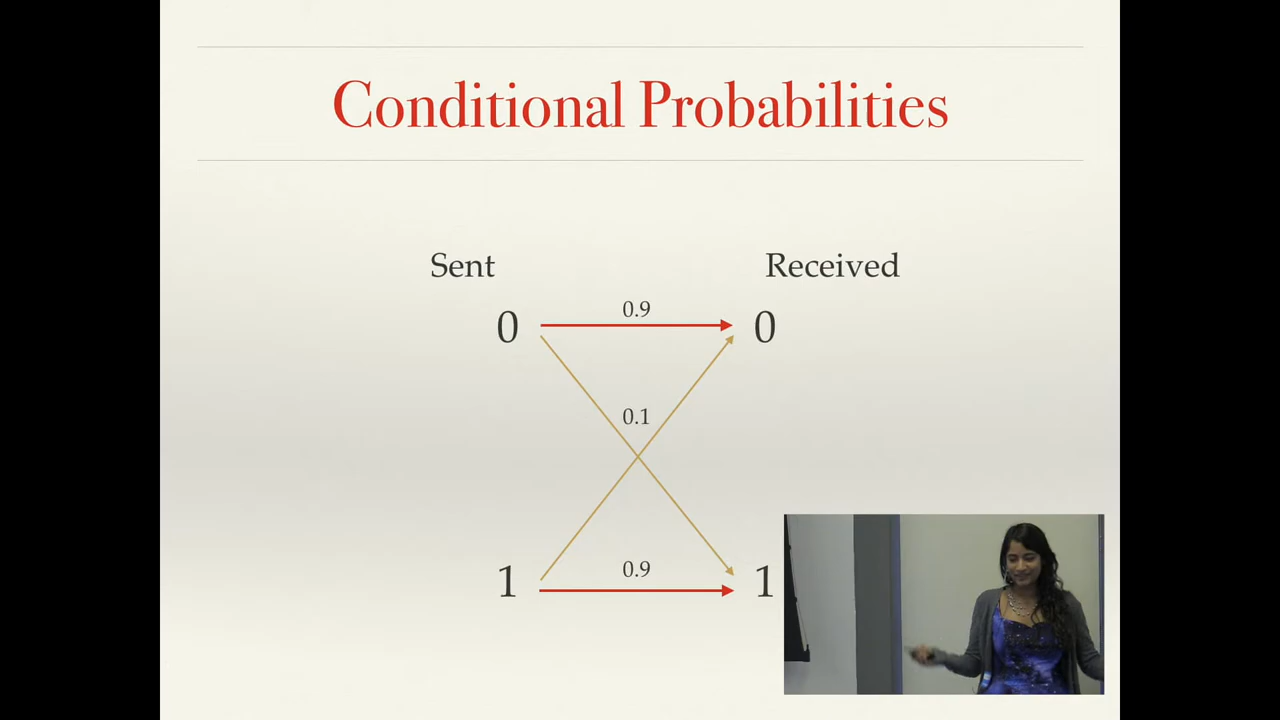 Conditional Probabilities
Sent Received
0 0.9 0
0.1
1 0.9 1